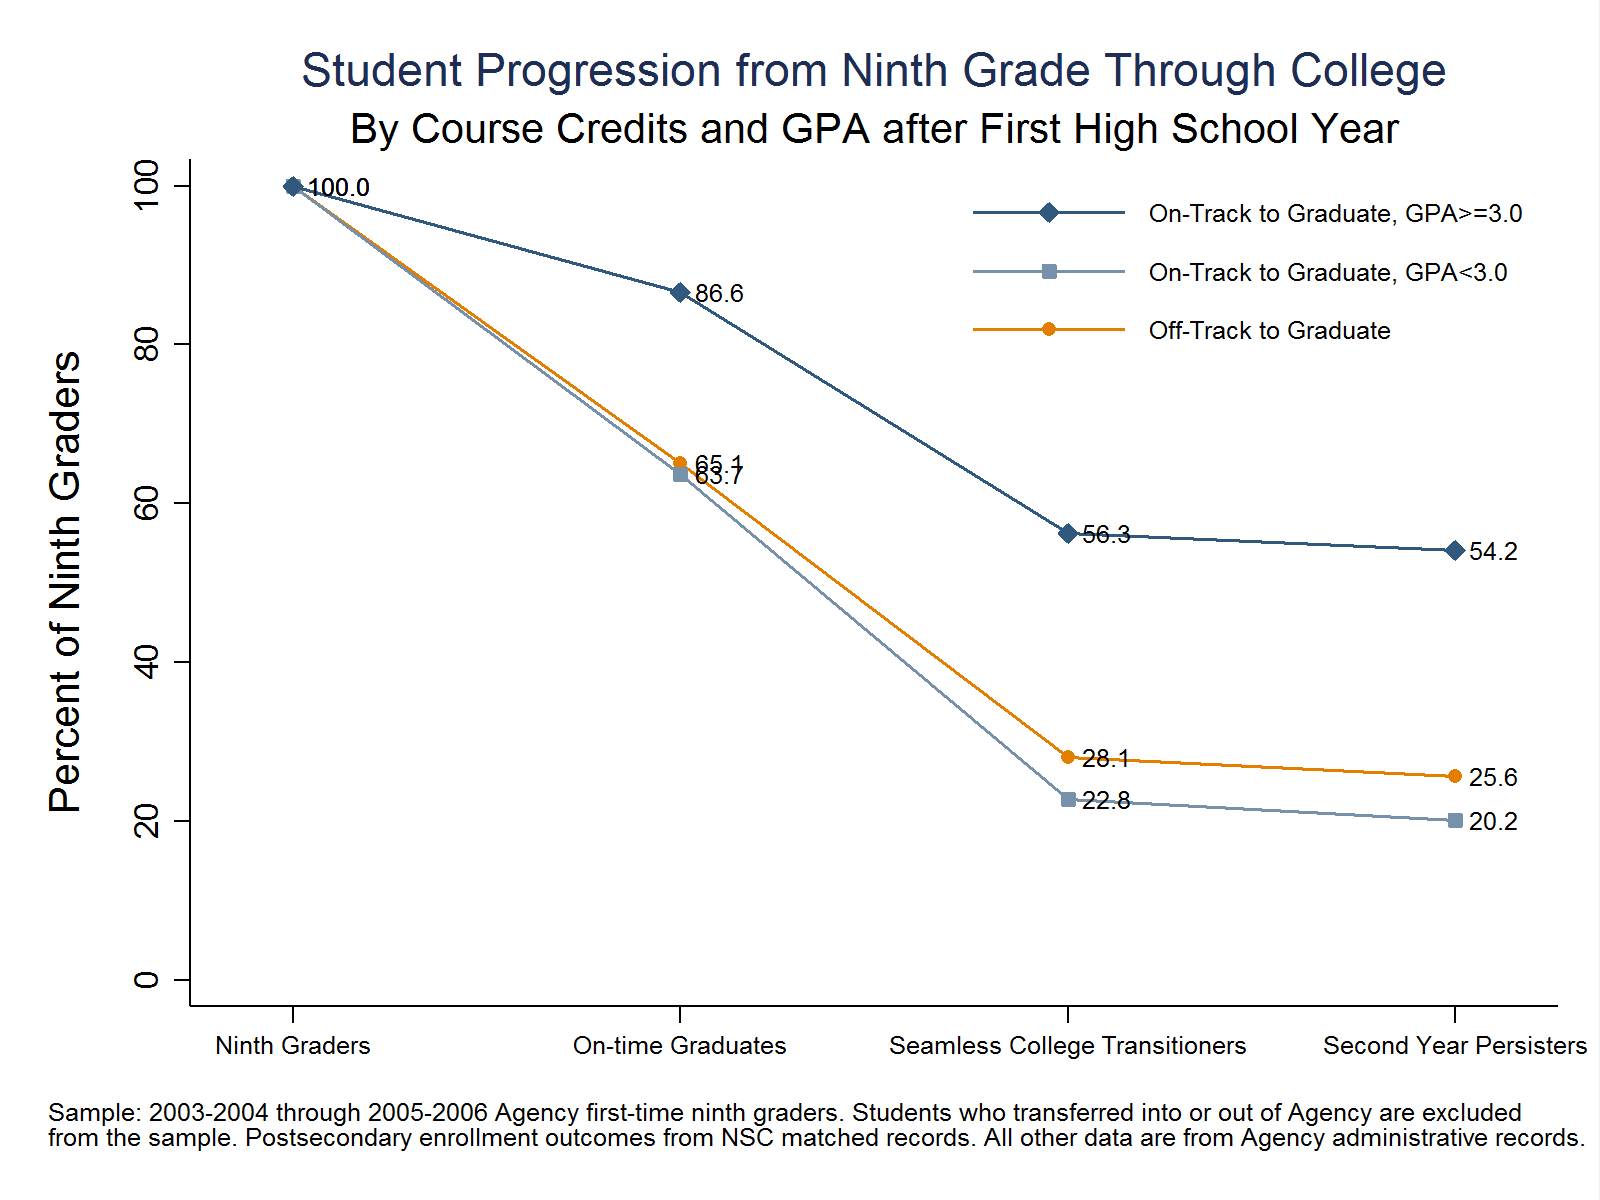 Student Progression from Ninth Grade Through College
By Course Credits and GPA after First High School Year
Percent of Ninth Graders
100
80
60
40
20
0
On-Track to Graduate, GPA>=3.0
On-Track to Graduate, GPA<3.0
Off-Track to Graduate
100.0
86.6
65.1
63.7
56.3
54.2
28.1
25.6
22.8
20.2
Ninth Graders
On-time Graduates
Seamless College Transitioners
Second Year Persisters
Sample: 2003-2004 through 2005-2006 Agency first-time ninth graders. Students who transferred into or out of Agency are excluded
from the sample. Postsecondary enrollment outcomes from NSC matched records. All other data are from Agency administrative records.